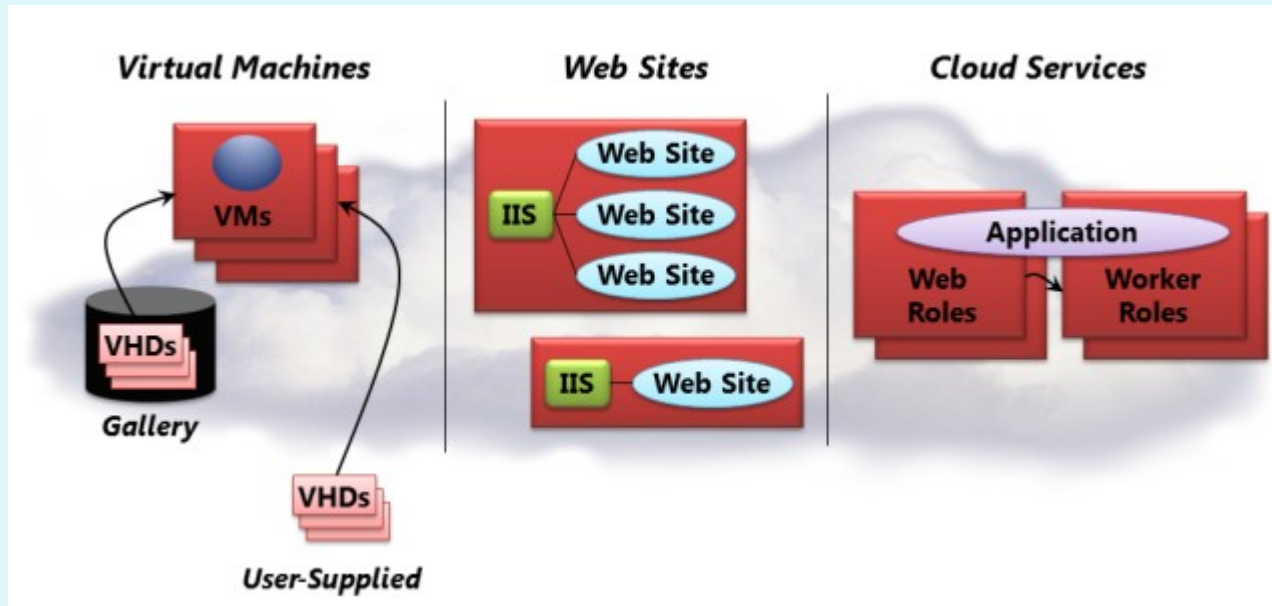 Virtual Machines
VMs
VHDs
Gallery
VHDs
User-Supplied
Web Sites
IIS
Web Site
Web Site
Web Site
IIS
Web Site
Cloud Services
Application
Web
Roles
Worker
Roles